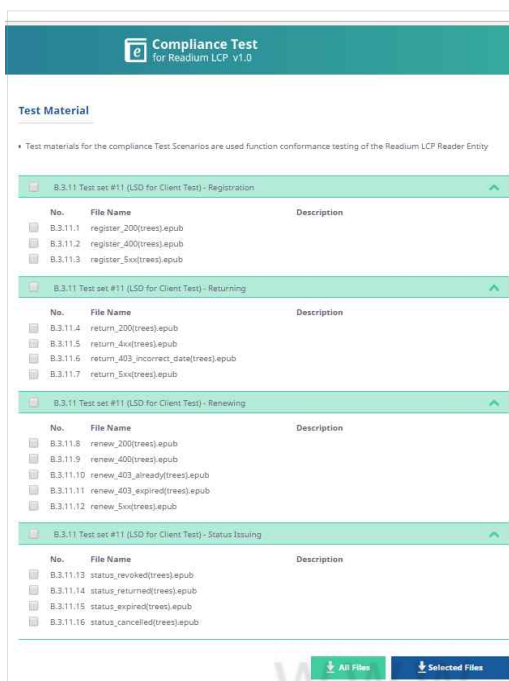 Compliance Test
for Readium LCP v1.0
Test Material
• Test materials for the compliance Test Scenarios are used function conformance testing of the Readium LCP Reader Entity
B.3.11 Test set #11 (LSD for Client Test) - Registration
No. File Name Description
B.3.11.1 register_200(trees).epub
B.3.11.2 register_400(trees).epub
B.3.11.3 register_5xx(trees).epub
B.3.11 Test set #11 (LSD for Client Test) - Returning
No. File Name Description
B.3.11.4 return_200(trees).epub
B.3.11.5 return_4xx(trees).epub
B.3.11.6 return_403_incorrect_date(trees).epub
B.3.11.7 return_5xx(trees).epub
B.3.11 Test set #11 (LSD for Client Test) - Renewing
No. File Name Description
B.3.11.8 renew_200(trees).epub
B.3.11.9 renew_400(trees).epub
B.3.11.10 renew_403_already(trees).epub
B.3.11.11 renew_403_expired(trees).epub
B.3.11.12 renew_5xx(trees).epub
B.3.11 Test set #11 (LSD for Client Test) - Status Issuing
No. File Name Description
B.3.11.13 status_revoked(trees).epub
B.3.11.14 status_returned(trees).epub
B.3.11.15 status_expired(trees).epub
B.3.11.16 status_cancelled(trees).epub
All Files Selected Files